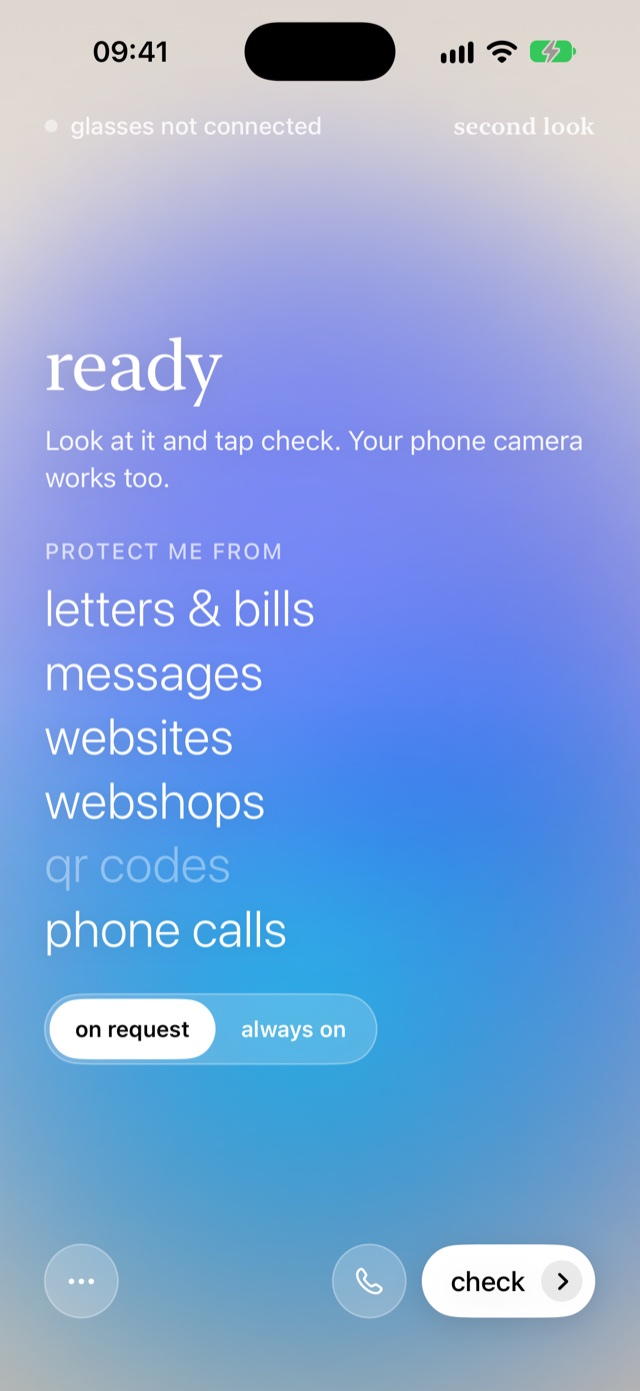 09:41
glasses not connected
second look
ready
Look at it and tap check. Your phone camera
works too.
PROTECT ME FROM
letters & bills
messages
websites
webshops
qr codes
phone calls
on request
always on
check